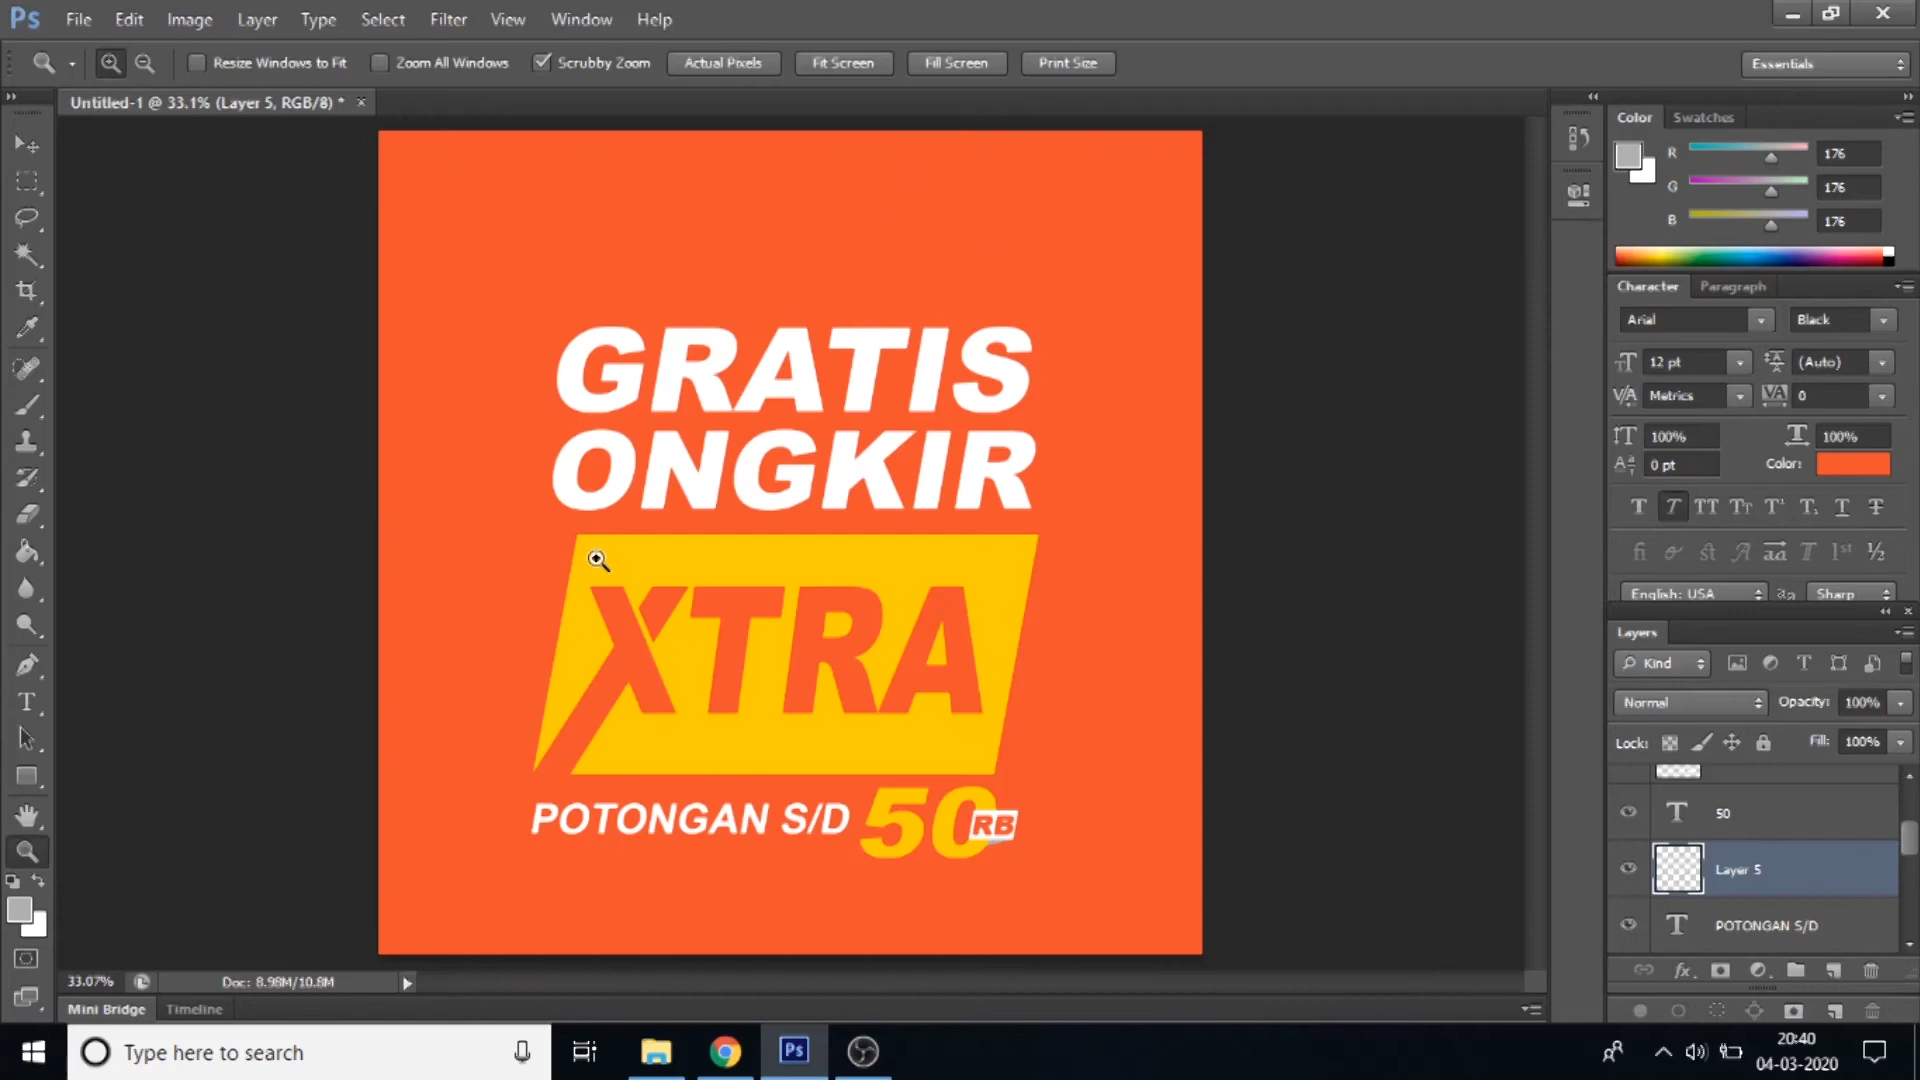 Ps File Edit Image Layer Type Select Filter View Window Help
Resize Windows to Fit Zoom All Windows Scrubby Zoom Actual Pixels Fit Screen Fill Screen Print Size Essentials
Untitled-1 @ 33.1% (Layer 5, RGB/8) *
Color Swatches
R 176
G 176
B 176
Character Paragraph
Arial Black
12 pt (Auto)
Metrics 0
100% 100%
0 pt Color:
English: USA Sharp
Layers
Kind
Normal Opacity: 100%
Lock: Fill: 100%
50
Layer 5
POTONGAN S/D
GRATIS
ONGKIR
XTRA
POTONGAN S/D 50 RB
33.07% Doc: 8.98M/10.8M
Mini Bridge Timeline
Type here to search
Ps
20:40
04-03-2020